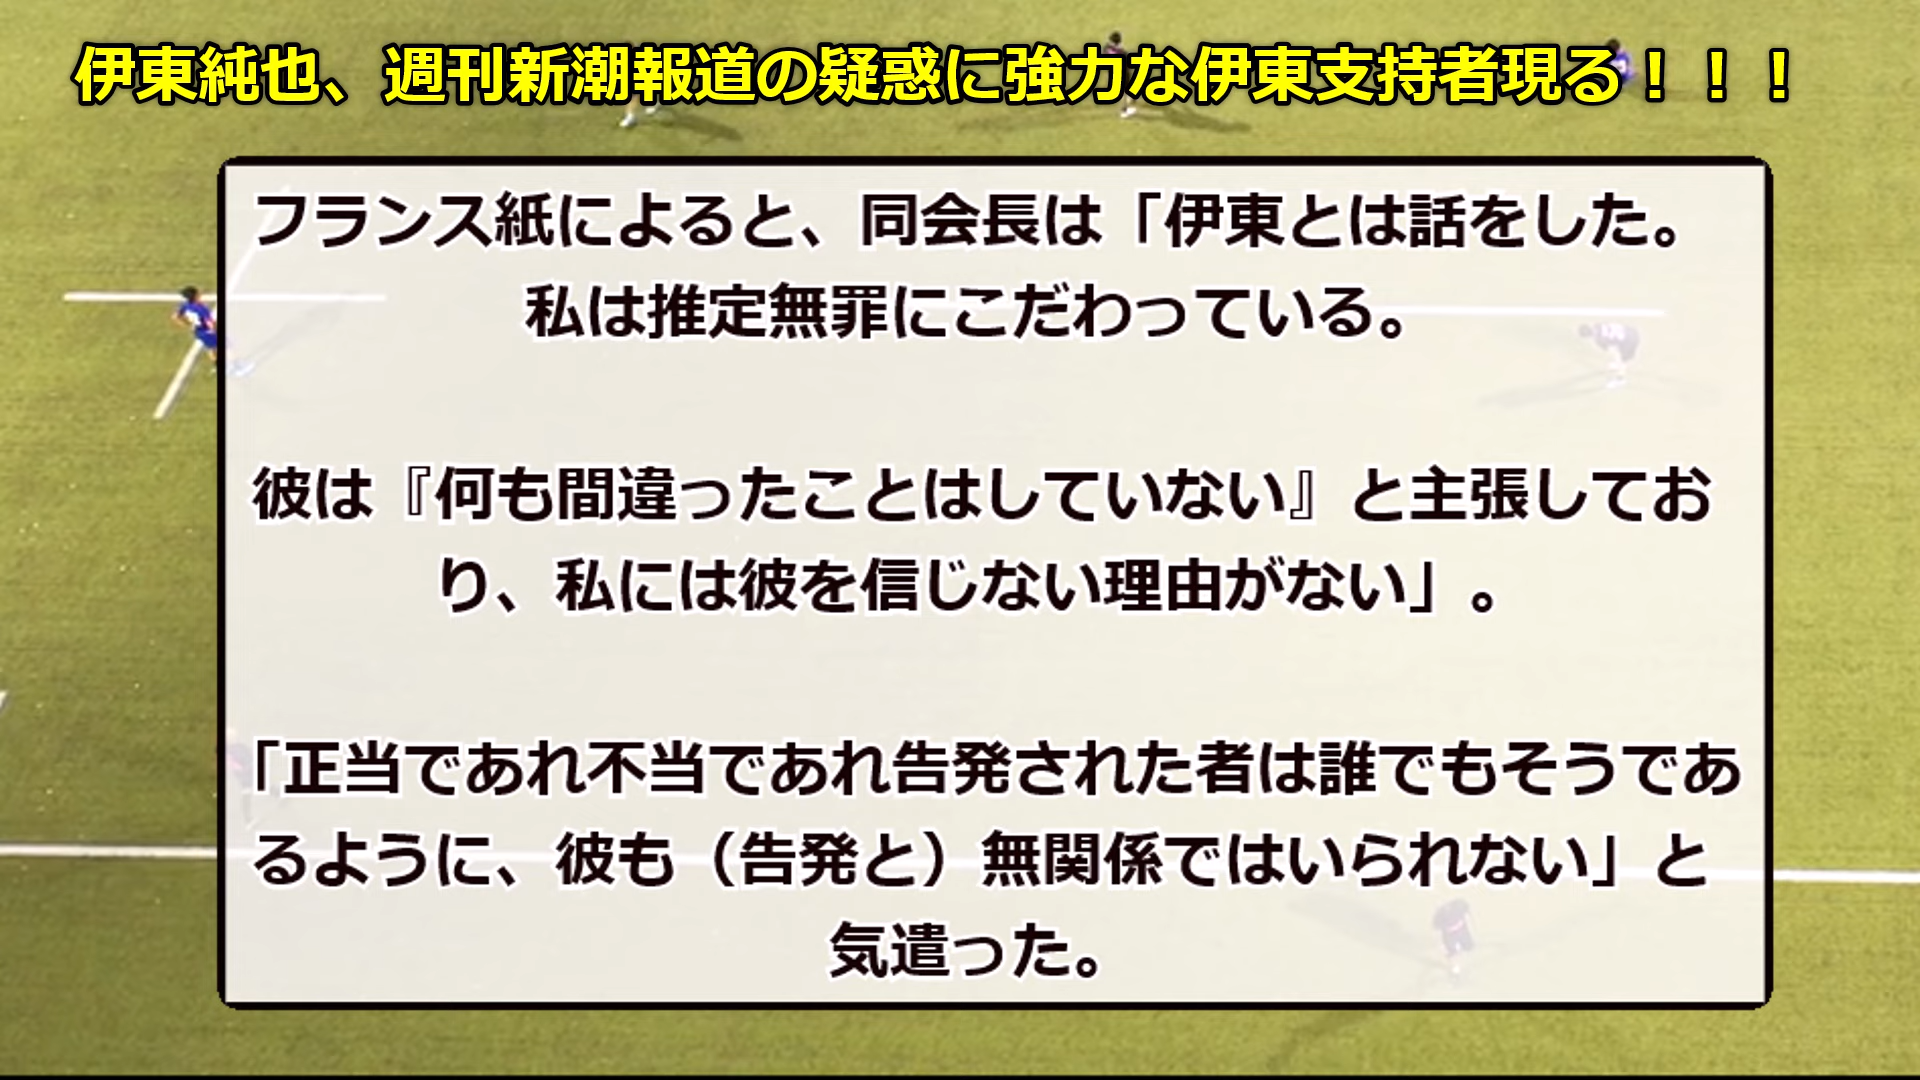 伊東純也、週刊新潮報道の疑惑に強力な伊東支持者現る！！！
フランス紙によると、同会長は「伊東とは話をした。
私は推定無罪にこだわっている。
彼は『何も間違ったことはしていない』と主張してお
り、私には彼を信じない理由がない」。
「正当であれ不当であれ告発された者は誰でもそうであ
るように、彼も（告発と）無関係ではいられない」と
気遣った。